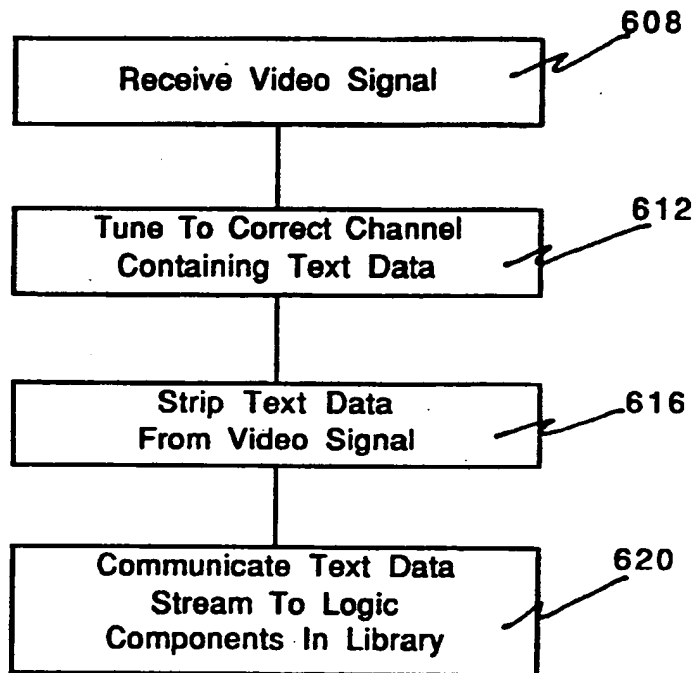 608
Receive Video Signal
612
Tune To Correct Channel
Containing Text Data
616
Strip Text Data
From Video Signal
620
Communicate Text Data
Stream To Logic
Components In Library